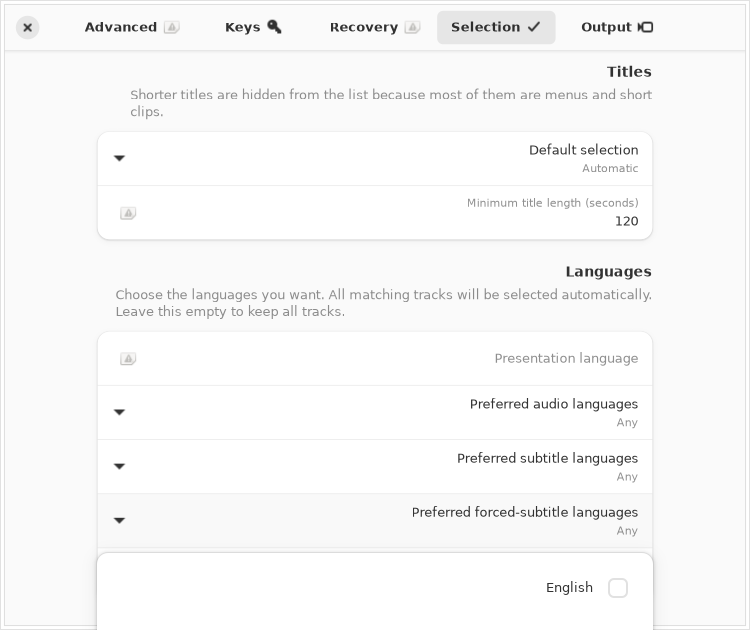 Advanced
Keys
Recovery
Selection
Output
Titles
Shorter titles are hidden from the list because most of them are menus and short
clips.
Default selection
Automatic
Minimum title length (seconds)
120
Languages
Choose the languages you want. All matching tracks will be selected automatically.
Leave this empty to keep all tracks.
Presentation language
Preferred audio languages
Any
Preferred subtitle languages
Any
Preferred forced-subtitle languages
Any
English